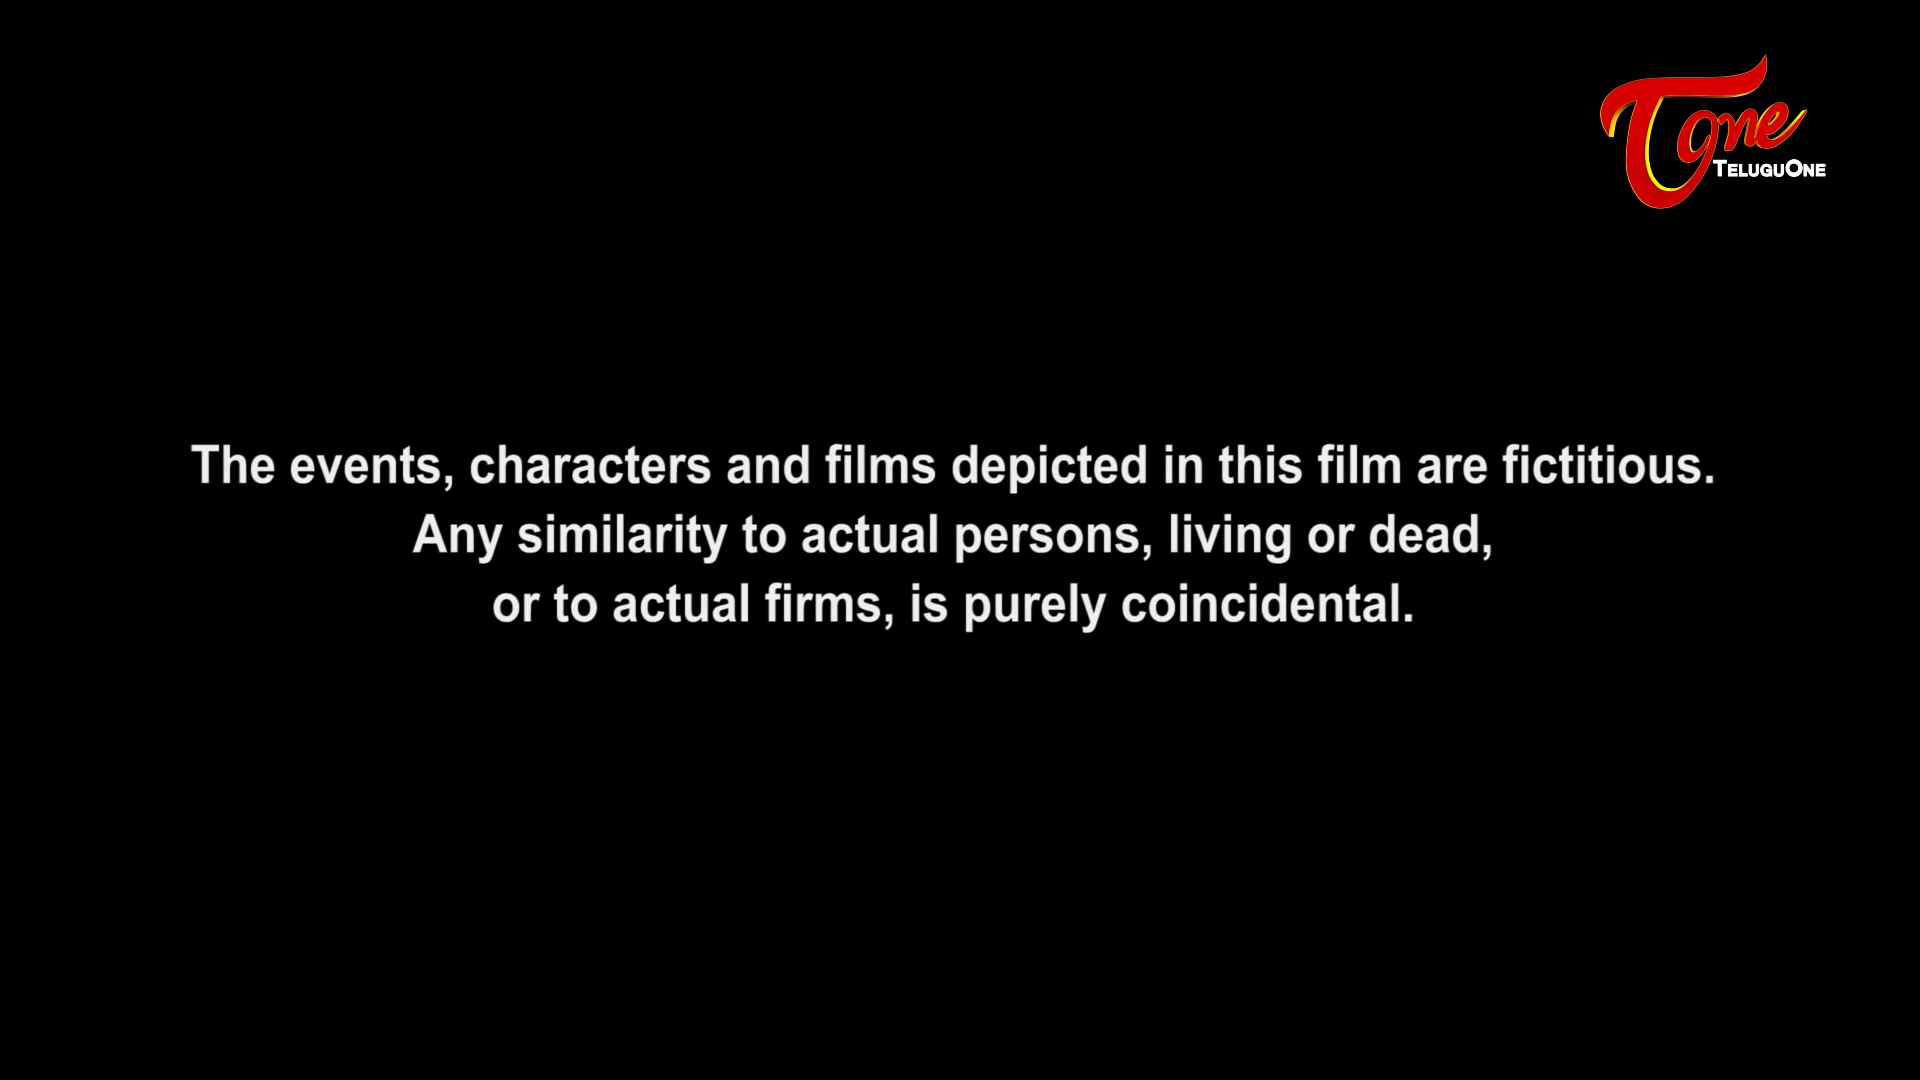 Tone
TELUGUONE
The events, characters and films depicted in this film are fictitious.
Any similarity to actual persons, living or dead,
or to actual firms, is purely coincidental.